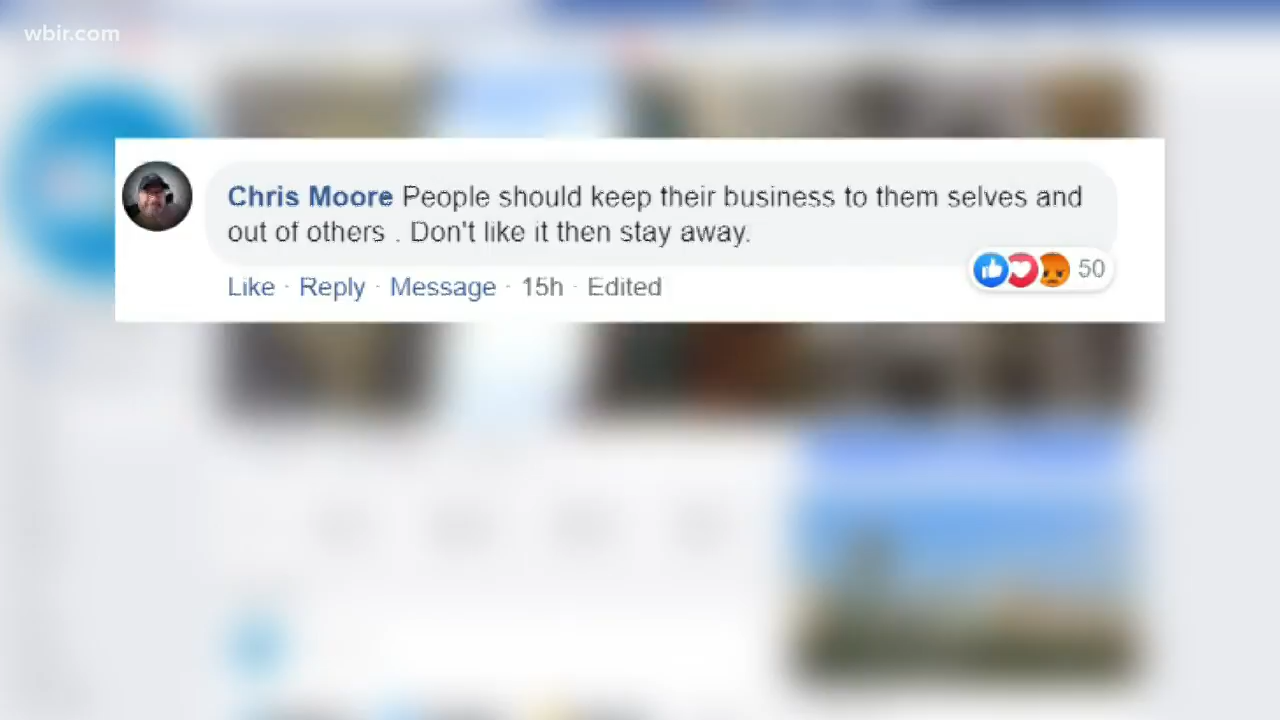 wbir.com
Chris Moore People should keep their business to them selves and
out of others . Don't like it then stay away.
Like · Reply · Message · 15h · Edited
50